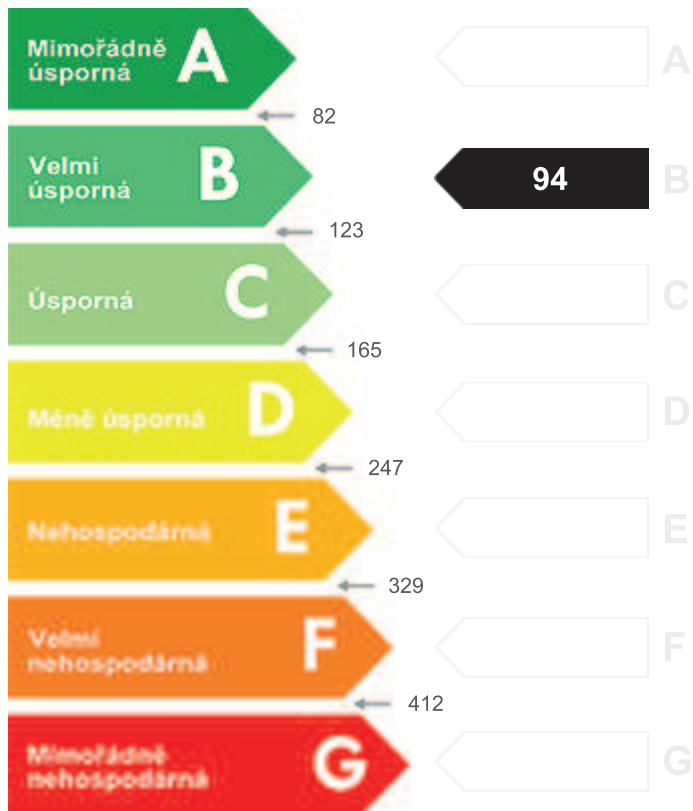 Mimořádně
úsporná A
A
82
Velmi
úsporná B
94 B
123
Úsporná C
C
165
Méně úsporná D
D
247
Nehospodárná E
E
329
Velmi
nehospodárná F
F
412
Mimořádně
nehospodárná G
G